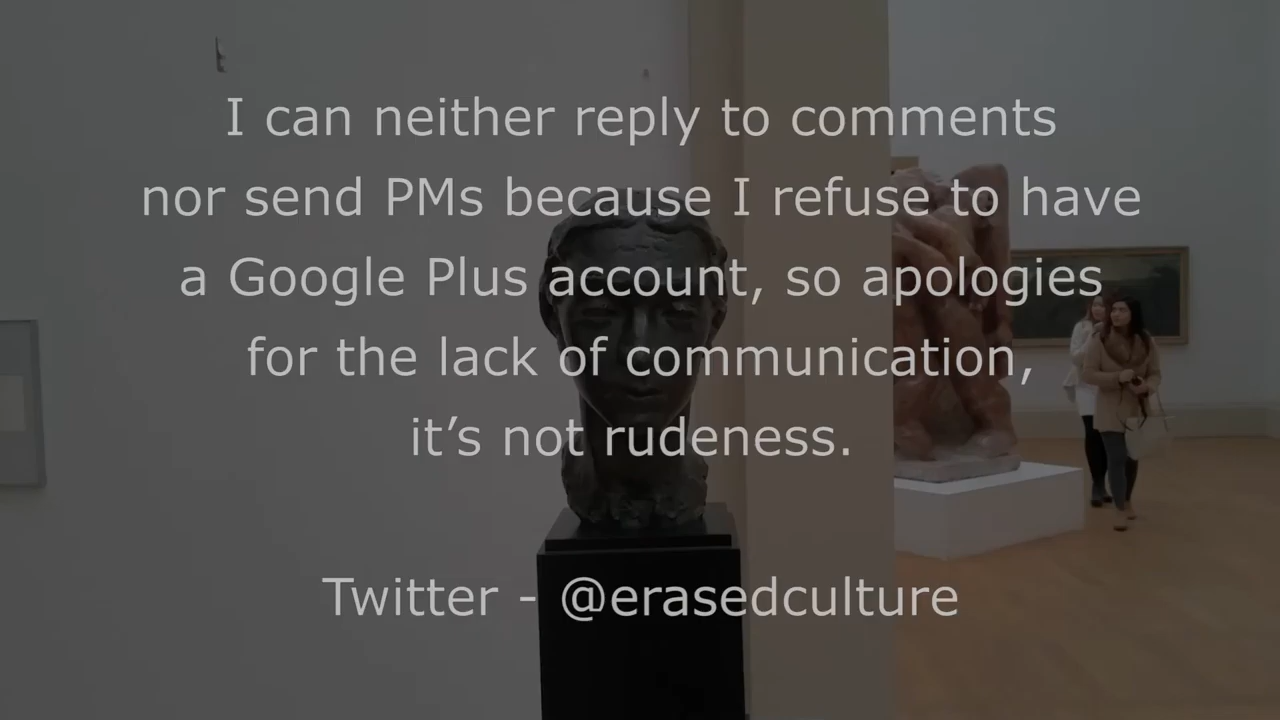 I can neither reply to comments
nor send PMs because I refuse to have
a Google Plus account, so apologies
for the lack of communication,
it’s not rudeness.
Twitter - @erasedculture